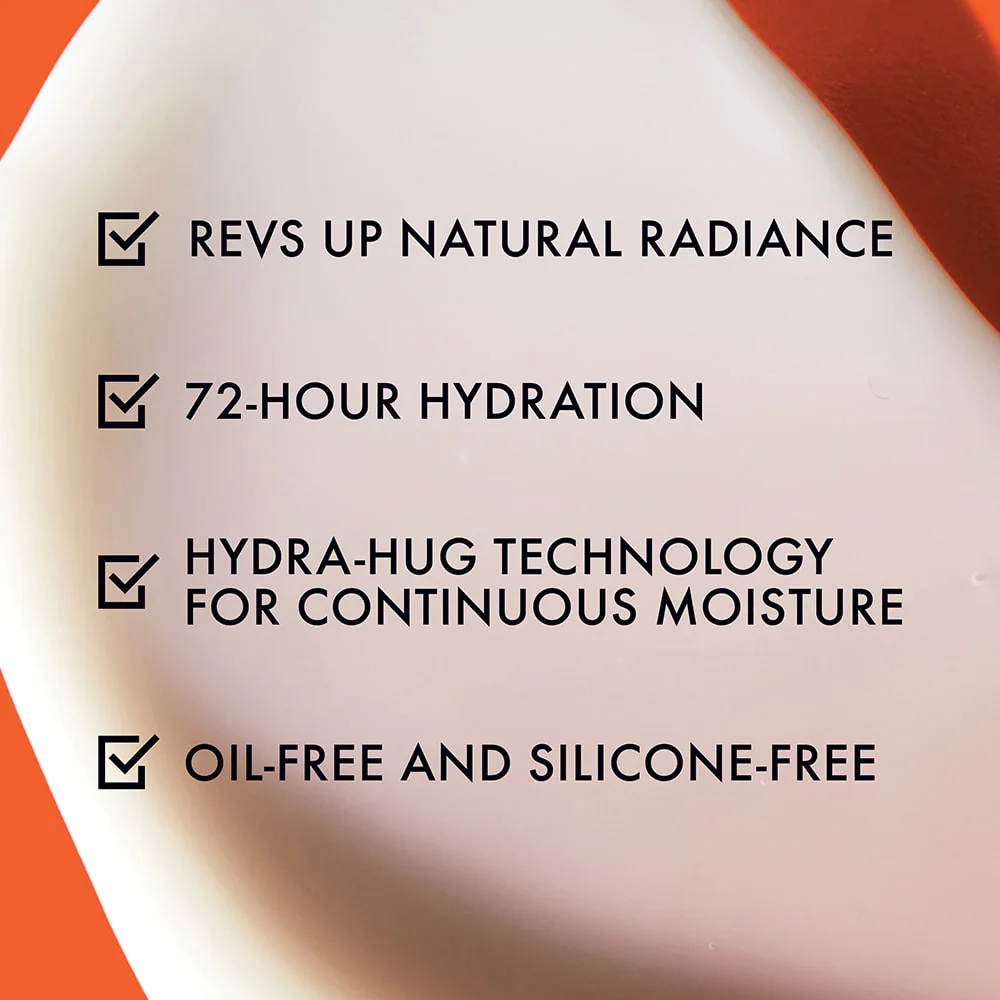 REVS UP NATURAL RADIANCE
72-HOUR HYDRATION
HYDRA-HUG TECHNOLOGY
FOR CONTINUOUS MOISTURE
OIL-FREE AND SILICONE-FREE